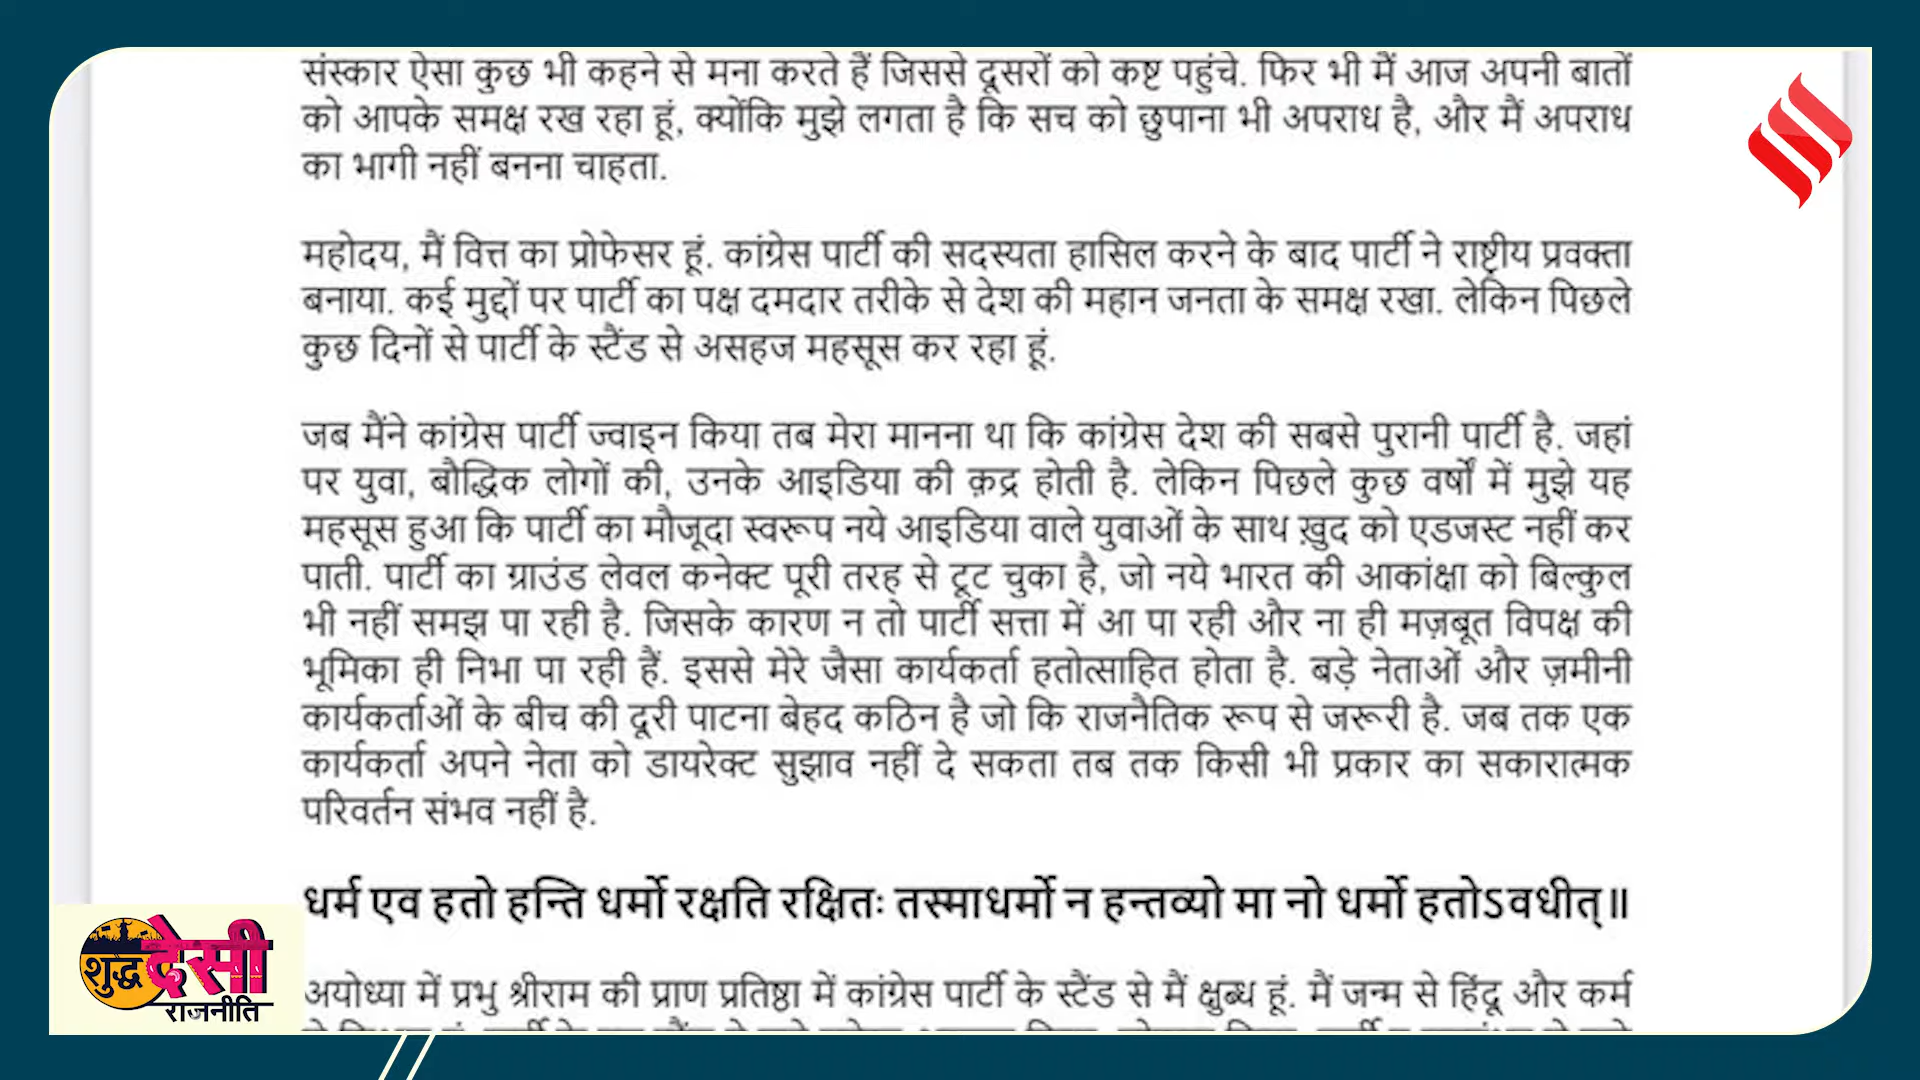 संस्कार ऐसा कुछ भी कहने से मना करते हैं जिससे दूसरों को कष्ट पहुंचे. फिर भी मैं आज अपनी बातों
को आपके समक्ष रख रहा हूं, क्योंकि मुझे लगता है कि सच को छुपाना भी अपराध है, और मैं अपराध
का भागी नहीं बनना चाहता.
महोदय, मैं वित्त का प्रोफेसर हूं. कांग्रेस पार्टी की सदस्यता हासिल करने के बाद पार्टी ने राष्ट्रीय प्रवक्ता
बनाया. कई मुद्दों पर पार्टी का पक्ष दमदार तरीके से देश की महान जनता के समक्ष रखा. लेकिन पिछले
कुछ दिनों से पार्टी के स्टैंड से असहज महसूस कर रहा हूं.
जब मैंने कांग्रेस पार्टी ज्वाइन किया तब मेरा मानना था कि कांग्रेस देश की सबसे पुरानी पार्टी है. जहां
पर युवा, बौद्धिक लोगों की, उनके आइडिया की क़द्र होती है. लेकिन पिछले कुछ वर्षों में मुझे यह
महसूस हुआ कि पार्टी का मौजूदा स्वरूप नये आइडिया वाले युवाओं के साथ ख़ुद को एडजस्ट नहीं कर
पाती. पार्टी का ग्राउंड लेवल कनेक्ट पूरी तरह से टूट चुका है, जो नये भारत की आकांक्षा को बिल्कुल
भी नहीं समझ पा रही है. जिसके कारण न तो पार्टी सत्ता में आ पा रही और ना ही मज़बूत विपक्ष की
भूमिका ही निभा पा रही हैं. इससे मेरे जैसा कार्यकर्ता हतोत्साहित होता है. बड़े नेताओं और ज़मीनी
कार्यकर्ताओं के बीच की दूरी पाटना बेहद कठिन है जो कि राजनैतिक रूप से जरूरी है. जब तक एक
कार्यकर्ता अपने नेता को डायरेक्ट सुझाव नहीं दे सकता तब तक किसी भी प्रकार का सकारात्मक
परिवर्तन संभव नहीं है.
धर्म एव हतो हन्ति धर्मो रक्षति रक्षितः तस्माधर्मो न हन्तव्यो मा नो धर्मो हतोऽवधीत्॥
अयोध्या में प्रभु श्रीराम की प्राण प्रतिष्ठा में कांग्रेस पार्टी के स्टैंड से मैं क्षुब्ध हूं. मैं जन्म से हिंदू और कर्म
शुद्ध देसी
राजनीति